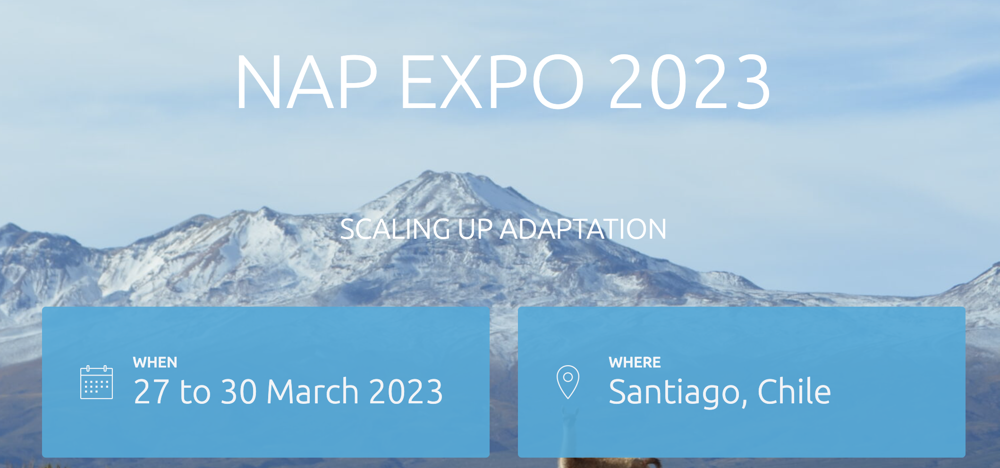 NAP EXPO 2023
SCALING UP ADAPTATION
WHEN
27 to 30 March 2023
WHERE
Santiago, Chile